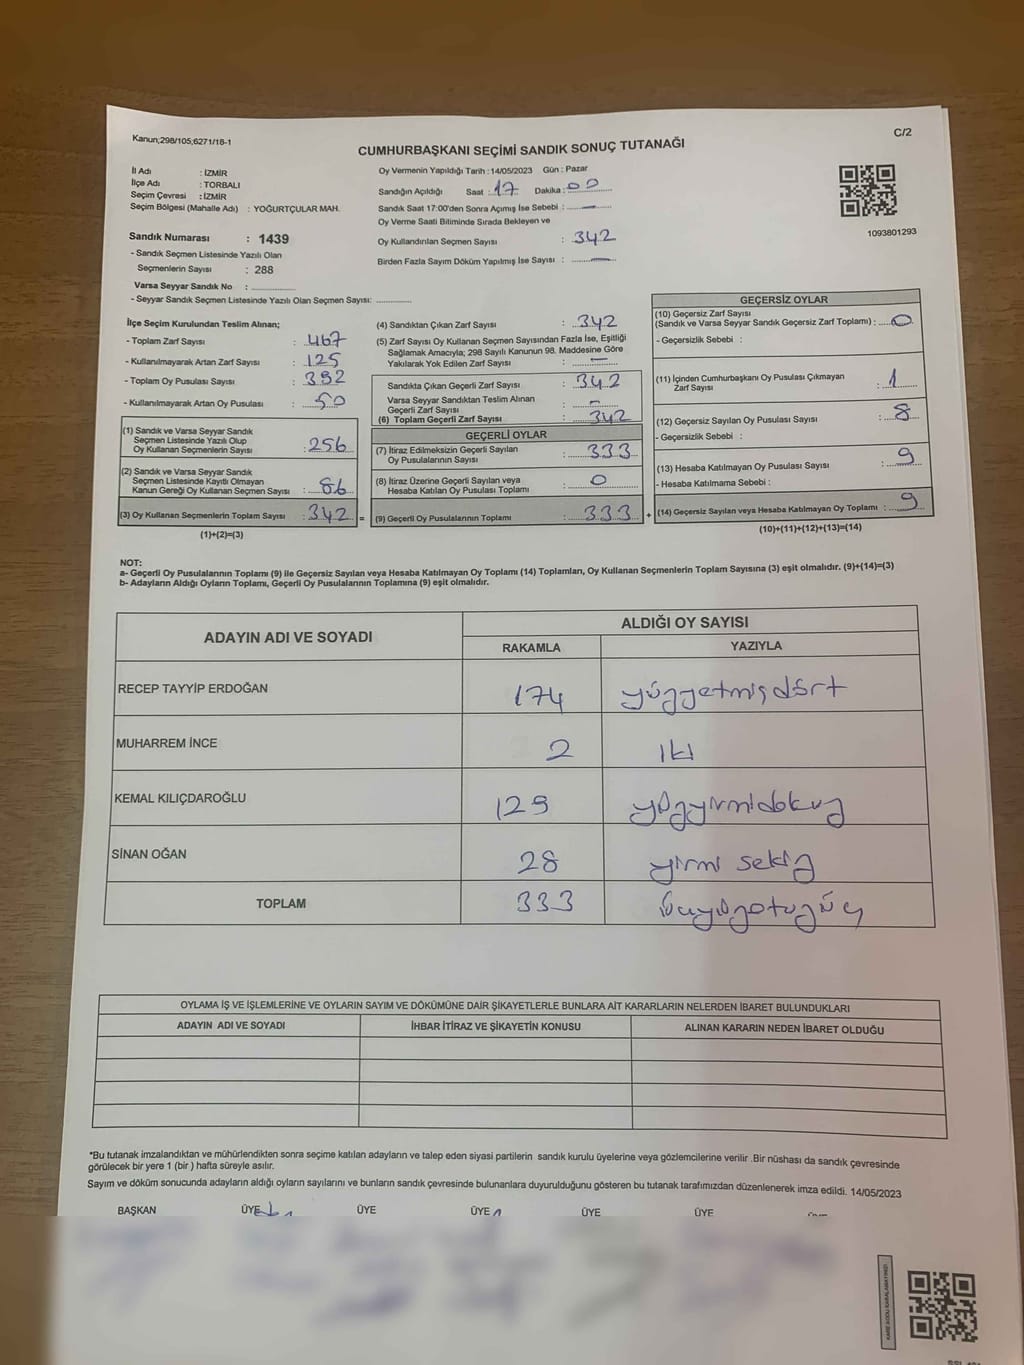 Kanun;298/105;6271/18-1
C/2
CUMHURBAŞKANI SEÇİMİ SANDIK SONUÇ TUTANAĞI
İl Adı : İZMİR
İlçe Adı : TORBALI
Seçim Çevresi : İZMİR
Seçim Bölgesi (Mahalle Adı) : YOĞURTÇULAR MAH.
Sandık Numarası : 1439
- Sandık Seçmen Listesinde Yazılı Olan
Seçmenlerin Sayısı : 288
Varsa Seyyar Sandık No :
- Seyyar Sandık Seçmen Listesinde Yazılı Olan Seçmen Sayısı:
Oy Vermenin Yapıldığı Tarih : 14/05/2023 Gün : Pazar
Sandığın Açıldığı Saat : 17 Dakika : 00
Sandık Saat 17:00'den Sonra Açımış İse Sebebi : —
Oy Verme Saati Bitiminde Sırada Bekleyen ve
Oy Kullandırılan Seçmen Sayısı : 342
Birden Fazla Sayım Döküm Yapılmış İse Sayısı : —
1093801293
İlçe Seçim Kurulundan Teslim Alınan;
- Toplam Zarf Sayısı : 467
- Kullanılmayarak Artan Zarf Sayısı : 125
- Toplam Oy Pusulası Sayısı : 392
- Kullanılmayarak Artan Oy Pusulası : 50
(1) Sandık ve Varsa Seyyar Sandık
Seçmen Listesinde Yazılı Olup
Oy Kullanan Seçmenlerin Sayısı : 256
(2) Sandık ve Varsa Seyyar Sandık
Seçmen Listesinde Kayıtlı Olmayan
Kanun Gereği Oy Kullanan Seçmen Sayısı : 86
(3) Oy Kullanan Seçmenlerin Toplam Sayısı : 342 =
(1)+(2)=(3)
(4) Sandıktan Çıkan Zarf Sayısı : 342
(5) Zarf Sayısı Oy Kullanan Seçmen Sayısından Fazla İse, Eşitliği
Sağlamak Amacıyla; 298 Sayılı Kanunun 98. Maddesine Göre
Yakılarak Yok Edilen Zarf Sayısı : —
Sandıkta Çıkan Geçerli Zarf Sayısı : 342
Varsa Seyyar Sandıktan Teslim Alınan
Geçerli Zarf Sayısı : —
(6) Toplam Geçerli Zarf Sayısı : 342
GEÇERLİ OYLAR
(7) İtiraz Edilmeksizin Geçerli Sayılan
Oy Pusulalarının Sayısı : 333
(8) İtiraz Üzerine Geçerli Sayılan veya
Hesaba Katılan Oy Pusulası Toplamı : 0
(9) Geçerli Oy Pusulalarının Toplamı : 333 +
GEÇERSİZ OYLAR
(10) Geçersiz Zarf Sayısı
(Sandık ve Varsa Seyyar Sandık Geçersiz Zarf Toplamı) : 0
- Geçersizlik Sebebi :
(11) İçinden Cumhurbaşkanı Oy Pusulası Çıkmayan
Zarf Sayısı : 1
(12) Geçersiz Sayılan Oy Pusulası Sayısı : 8
- Geçersizlik Sebebi :
(13) Hesaba Katılmayan Oy Pusulası Sayısı : 9
- Hesaba Katılmama Sebebi :
(14) Geçersiz Sayılan veya Hesaba Katılmayan Oy Toplamı : 9
(10)+(11)+(12)+(13)=(14)
NOT:
a- Geçerli Oy Pusulalarının Toplamı (9) ile Geçersiz Sayılan veya Hesaba Katılmayan Oy Toplamı (14) Toplamları, Oy Kullanan Seçmenlerin Toplam Sayısına (3) eşit olmalıdır. (9)+(14)=(3)
b- Adayların Aldığı Oyların Toplamı, Geçerli Oy Pusulalarının Toplamına (9) eşit olmalıdır.
ADAYIN ADI VE SOYADI
ALDIĞI OY SAYISI
RAKAMLA YAZIYLA
RECEP TAYYİP ERDOĞAN 174 yüzyetmişdört
MUHARREM İNCE 2 iki
KEMAL KILIÇDAROĞLU 129 yüzyirmidokuz
SİNAN OĞAN 28 yirmi sekiz
TOPLAM 333 üçyüzotuzüç
OYLAMA İŞ VE İŞLEMLERİNE VE OYLARIN SAYIM VE DÖKÜMÜNE DAİR ŞİKAYETLERLE BUNLARA AİT KARARLARIN NELERDEN İBARET BULUNDUKLARI
ADAYIN ADI VE SOYADI İHBAR İTİRAZ VE ŞİKAYETİN KONUSU ALINAN KARARIN NEDEN İBARET OLDUĞU
*Bu tutanak imzalandıktan ve mühürlendikten sonra seçime katılan adayların ve talep eden siyasi partilerin sandık kurulu üyelerine veya gözlemcilerine verilir .Bir nüshası da sandık çevresinde
görülecek bir yere 1 (bir ) hafta süreyle asılır.
Sayım ve döküm sonucunda adayların aldığı oyların sayılarını ve bunların sandık çevresinde bulunanlara duyurulduğunu gösteren bu tutanak tarafımızdan düzenlenerek imza edildi. 14/05/2023
BAŞKAN ÜYE ÜYE ÜYE ÜYE ÜYE